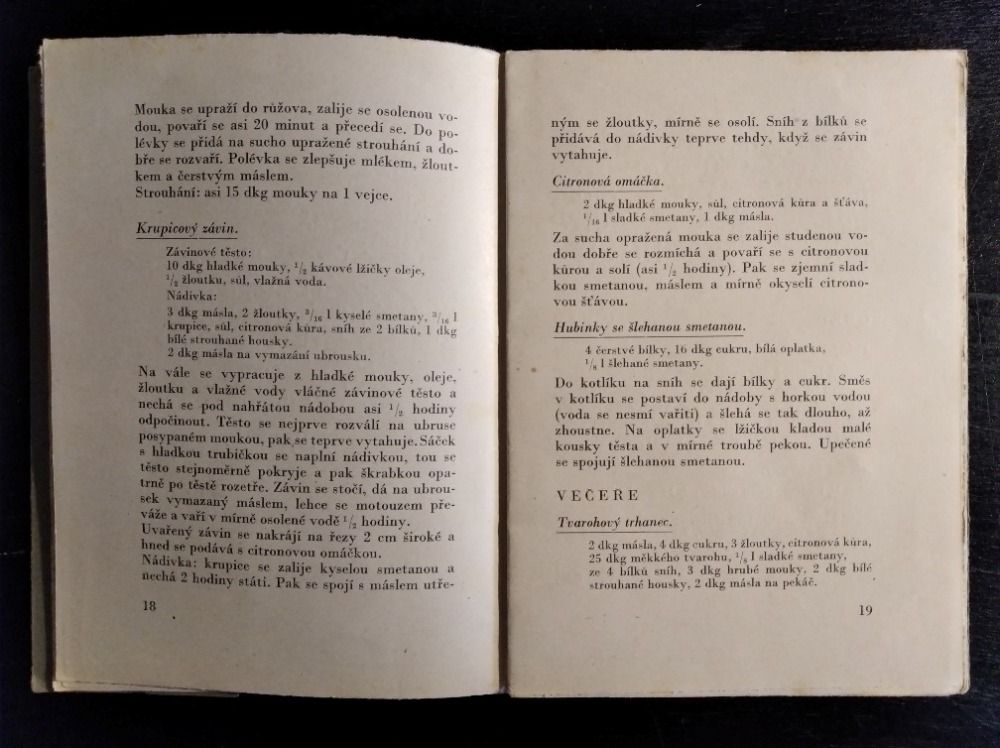 Mouka se upraží do růžova, zalije se osolenou vo-
dou, povaří se asi 20 minut a přecedí se. Do po-
lévky se přidá na sucho upražené strouhání a do-
bře se rozvaří. Polévka se zlepšuje mlékem, žlout-
kem a čerstvým máslem.
Strouhání: asi 15 dkg mouky na 1 vejce.
Krupicový závin.
Závinové těsto:
10 dkg hladké mouky, 1/2 kávové lžičky oleje,
1/2 žloutku, sůl, vlažná voda.
Nádivka:
3 dkg másla, 2 žloutky, 3/16 l kyselé smetany, 3/16 l
krupice, sůl, citronová kůra, sníh ze 2 bílků, 1 dkg
bílé strouhané housky.
2 dkg másla na vymazání ubrousku.
Na vále se vypracuje z hladké mouky, oleje,
žloutku a vlažné vody vláčné závinové těsto a
nechá se pod nahřátou nádobou asi 1/2 hodiny
odpočinout. Těsto se nejprve rozválí na ubruse
posypaném moukou, pak se teprve vytahuje. Sáček
s hladkou trubičkou se naplní nádivkou, tou se
těsto stejnoměrně pokryje a pak škrabkou opa-
trně po těstě rozetře. Závin se stočí, dá na ubrou-
sek vymazaný máslem, lehce se motouzem pře-
váže a vaří v mírně osolené vodě 1/2 hodiny.
Uvařený závin se nakrájí na řezy 2 cm široké a
hned se podává s citronovou omáčkou.
Nádivka: krupice se zalije kyselou smetanou a
nechá 2 hodiny státi. Pak se spojí s máslem utře-
18
ným se žloutky, mírně se osolí. Sníh z bílků se
přidává do nádivky teprve tehdy, když se závin
vytahuje.
Citronová omáčka.
2 dkg hladké mouky, sůl, citronová kůra a šťáva,
1/16 l sladké smetany, 1 dkg másla.
Za sucha opražená mouka se zalije studenou vo-
dou dobře se rozmíchá a povaří se s citronovou
kůrou a solí (asi 1/2 hodiny). Pak se zjemní slad-
kou smetanou, máslem a mírně okyselí citrono-
vou šťávou.
Hubinky se šlehanou smetanou.
4 čerstvé bílky, 16 dkg cukru, bílá oplatka,
1/8 l šlehané smetany.
Do kotlíku na sníh se dají bílky a cukr. Směs
v kotlíku se postaví do nádoby s horkou vodou
(voda se nesmí vařiti) a šlehá se tak dlouho, až
zhoustne. Na oplatky se lžičkou kladou malé
kousky těsta a v mírné troubě pekou. Upečené
se spojují šlehanou smetanou.
VEČEŘE
Tvarohový trhanec.
2 dkg másla, 4 dkg cukru, 3 žloutky, citronová kůra,
25 dkg měkkého tvarohu, 1/8 l sladké smetany,
ze 4 bílků sníh, 3 dkg hrubé mouky, 2 dkg bílé
strouhané housky, 2 dkg másla na pekáč.
19